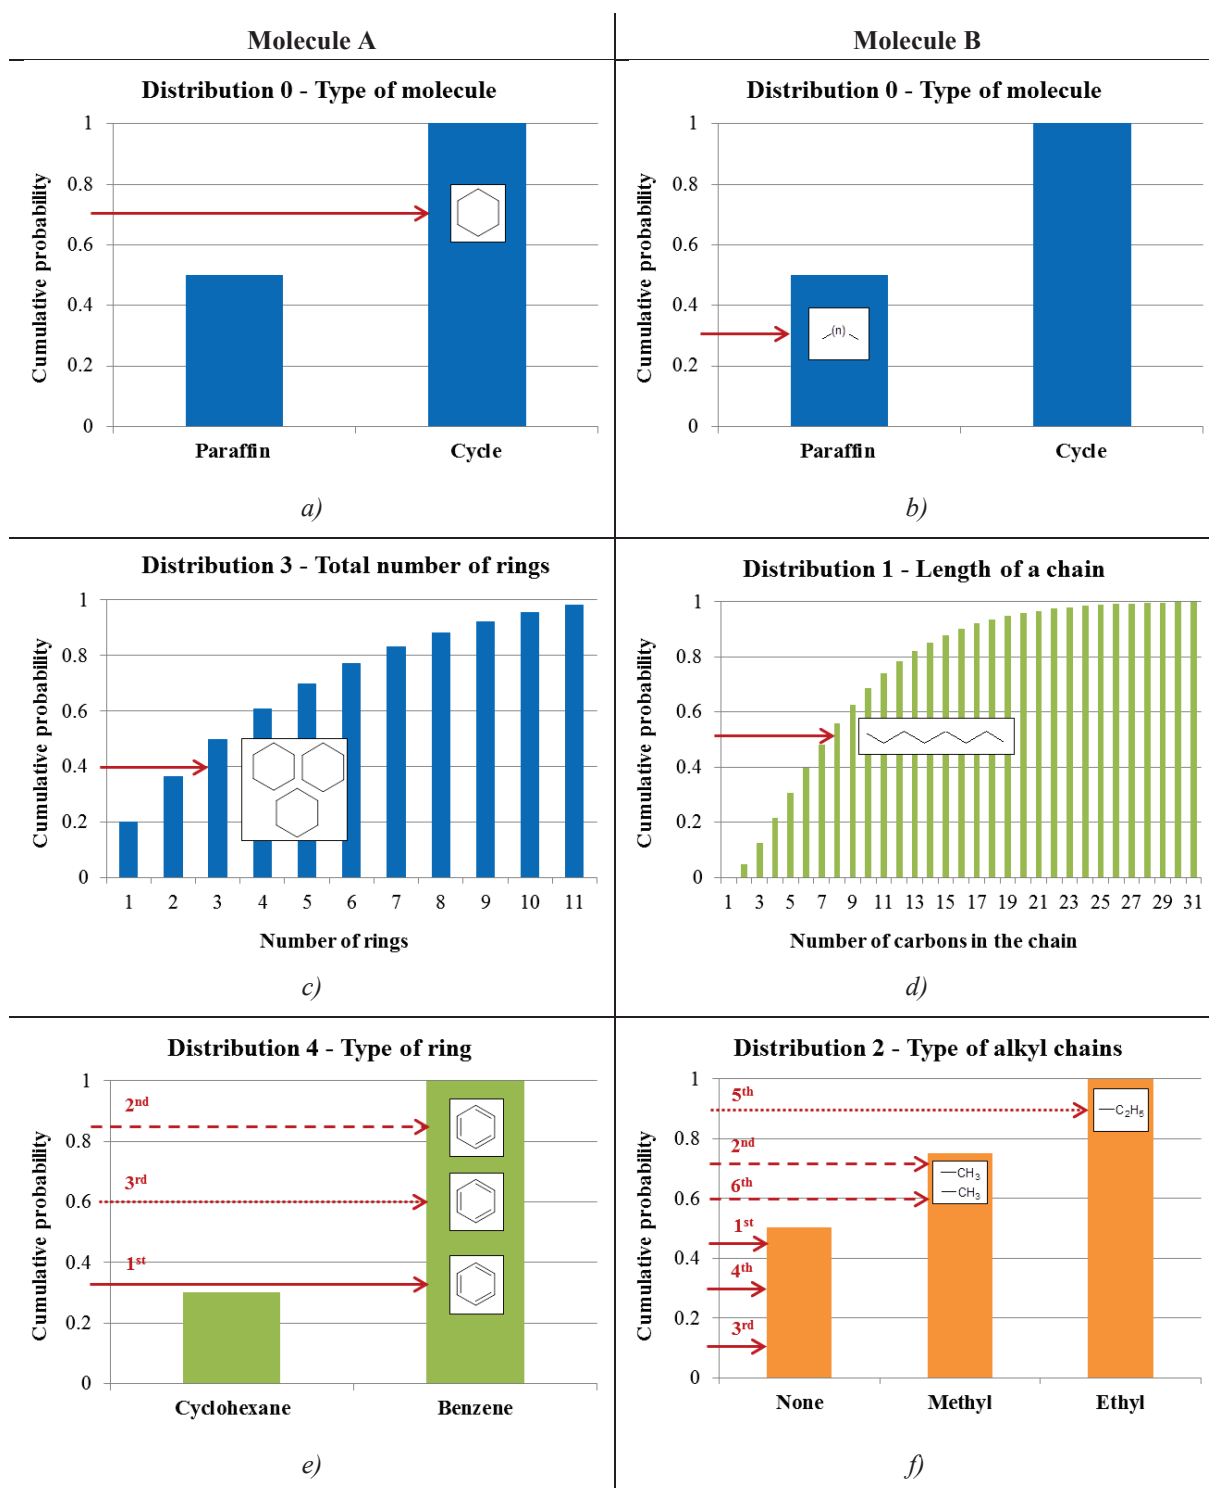 Molecule A
Molecule B
Distribution 0 - Type of molecule
Cumulative probability
1
0.8
0.6
0.4
0.2
0
Paraffin Cycle
a)
Distribution 0 - Type of molecule
Cumulative probability
1
0.8
0.6
0.4
0.2
0
(n)
Paraffin Cycle
b)
Distribution 3 - Total number of rings
Cumulative probability
1
0.8
0.6
0.4
0.2
0
1 2 3 4 5 6 7 8 9 10 11
Number of rings
c)
Distribution 1 - Length of a chain
Cumulative probability
1
0.8
0.6
0.4
0.2
0
1 3 5 7 9 11 13 15 17 19 21 23 25 27 29 31
Number of carbons in the chain
d)
Distribution 4 - Type of ring
Cumulative probability
1
0.8
0.6
0.4
0.2
0
2nd
3rd
1st
Cyclohexane Benzene
e)
Distribution 2 - Type of alkyl chains
Cumulative probability
1
0.8
0.6
0.4
0.2
0
5th
2nd
6th
1st
4th
3rd
—C2H5
—CH3
—CH3
None Methyl Ethyl
f)